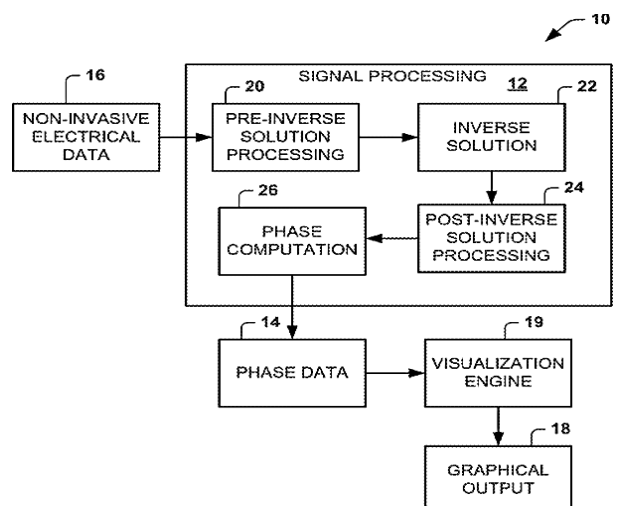 10
16
NON-INVASIVE
ELECTRICAL
DATA
SIGNAL PROCESSING
12
20
PRE-INVERSE
SOLUTION
PROCESSING
22
INVERSE
SOLUTION
24
POST-INVERSE
SOLUTION
PROCESSING
26
PHASE
COMPUTATION
14
PHASE DATA
19
VISUALIZATION
ENGINE
18
GRAPHICAL
OUTPUT